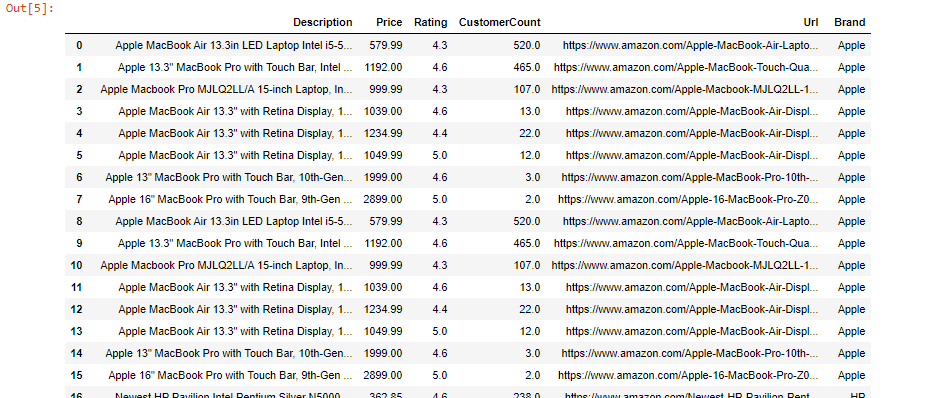 Out[5]:
Description Price Rating CustomerCount Url Brand
0 Apple MacBook Air 13.3in LED Laptop Intel i5-5... 579.99 4.3 520.0 https://www.amazon.com/Apple-MacBook-Air-Lapto... Apple
1 Apple 13.3" MacBook Pro with Touch Bar, Intel ... 1192.00 4.6 465.0 https://www.amazon.com/Apple-MacBook-Touch-Qua... Apple
2 Apple Macbook Pro MJLQ2LL/A 15-inch Laptop, In... 999.99 4.3 107.0 https://www.amazon.com/Apple-Macbook-MJLQ2LL-1... Apple
3 Apple MacBook Air 13.3" with Retina Display, 1... 1039.00 4.6 13.0 https://www.amazon.com/Apple-MacBook-Air-Displ... Apple
4 Apple MacBook Air 13.3" with Retina Display, 1... 1234.99 4.4 22.0 https://www.amazon.com/Apple-MacBook-Air-Displ... Apple
5 Apple MacBook Air 13.3" with Retina Display, 1... 1049.99 5.0 12.0 https://www.amazon.com/Apple-MacBook-Air-Displ... Apple
6 Apple 13" MacBook Pro with Touch Bar, 10th-Gen... 1999.00 4.6 3.0 https://www.amazon.com/Apple-MacBook-Pro-10th-... Apple
7 Apple 16" MacBook Pro with Touch Bar, 9th-Gen ... 2899.00 5.0 2.0 https://www.amazon.com/Apple-16-MacBook-Pro-Z0... Apple
8 Apple MacBook Air 13.3in LED Laptop Intel i5-5... 579.99 4.3 520.0 https://www.amazon.com/Apple-MacBook-Air-Lapto... Apple
9 Apple 13.3" MacBook Pro with Touch Bar, Intel ... 1192.00 4.6 465.0 https://www.amazon.com/Apple-MacBook-Touch-Qua... Apple
10 Apple Macbook Pro MJLQ2LL/A 15-inch Laptop, In... 999.99 4.3 107.0 https://www.amazon.com/Apple-Macbook-MJLQ2LL-1... Apple
11 Apple MacBook Air 13.3" with Retina Display, 1... 1039.00 4.6 13.0 https://www.amazon.com/Apple-MacBook-Air-Displ... Apple
12 Apple MacBook Air 13.3" with Retina Display, 1... 1234.99 4.4 22.0 https://www.amazon.com/Apple-MacBook-Air-Displ... Apple
13 Apple MacBook Air 13.3" with Retina Display, 1... 1049.99 5.0 12.0 https://www.amazon.com/Apple-MacBook-Air-Displ... Apple
14 Apple 13" MacBook Pro with Touch Bar, 10th-Gen... 1999.00 4.6 3.0 https://www.amazon.com/Apple-MacBook-Pro-10th-... Apple
15 Apple 16" MacBook Pro with Touch Bar, 9th-Gen ... 2899.00 5.0 2.0 https://www.amazon.com/Apple-16-MacBook-Pro-Z0... Apple
16 Newest HP Pavilion Intel Pentium Silver N5000... 362.85 4.6 238.0 https://www.amazon.com/Newest-HP-Pavilion-Pent... HP